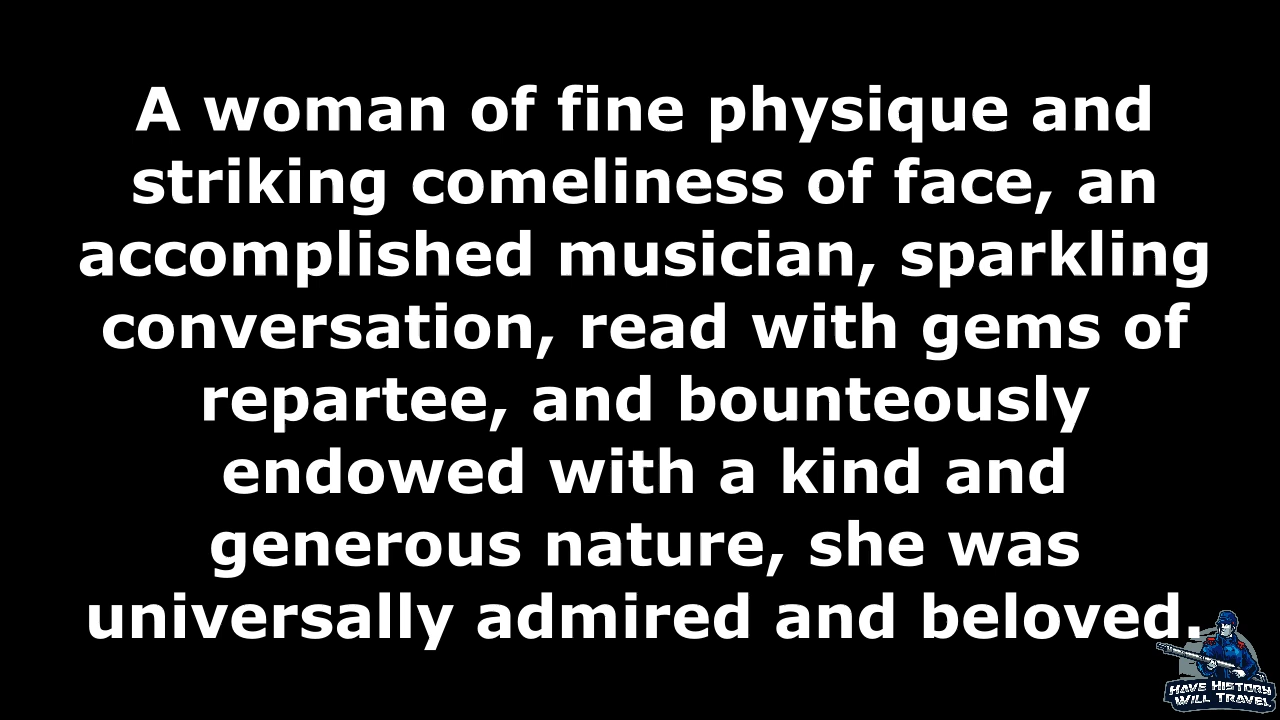 A woman of fine physique and
striking comeliness of face, an
accomplished musician, sparkling
conversation, read with gems of
repartee, and bounteously
endowed with a kind and
generous nature, she was
universally admired and beloved.
HAVE HISTORY
WILL TRAVEL